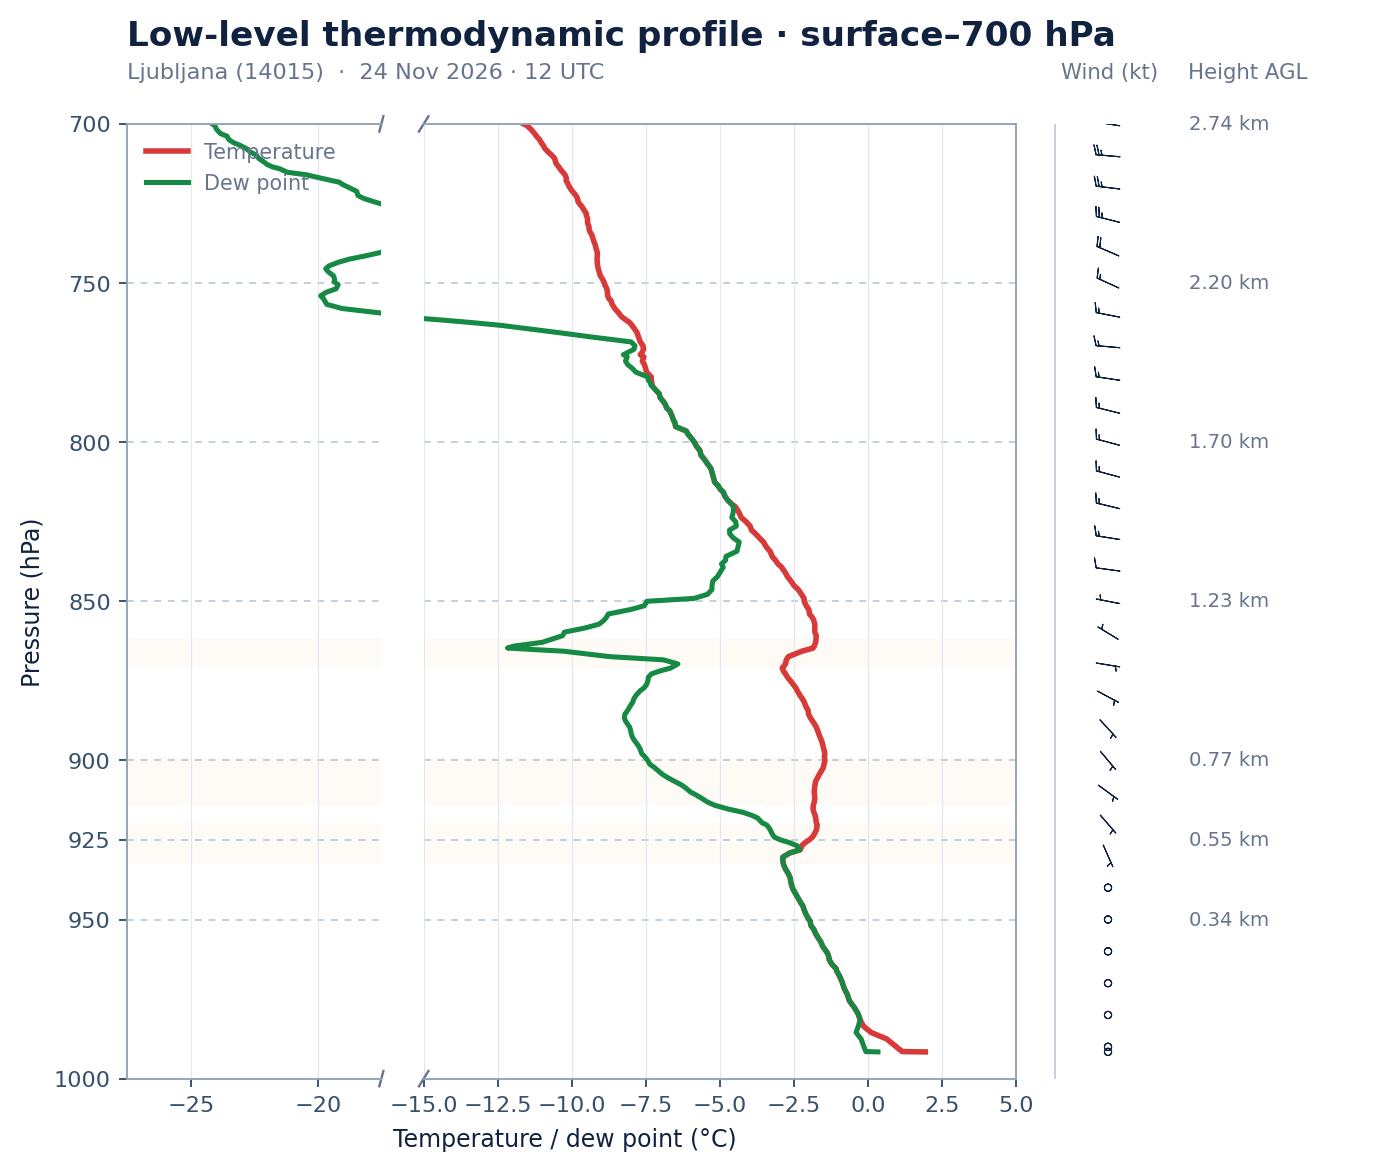 Low-level thermodynamic profile · surface–700 hPa
Ljubljana (14015)  ·  24 Nov 2026 · 12 UTC
Wind (kt)
Height AGL
Temperature
Dew point
Pressure (hPa)
700
750
800
850
900
925
950
1000
2.74 km
2.20 km
1.70 km
1.23 km
0.77 km
0.55 km
0.34 km
−25
−20
−15.0
−12.5
−10.0
−7.5
−5.0
−2.5
0.0
2.5
5.0
Temperature / dew point (°C)